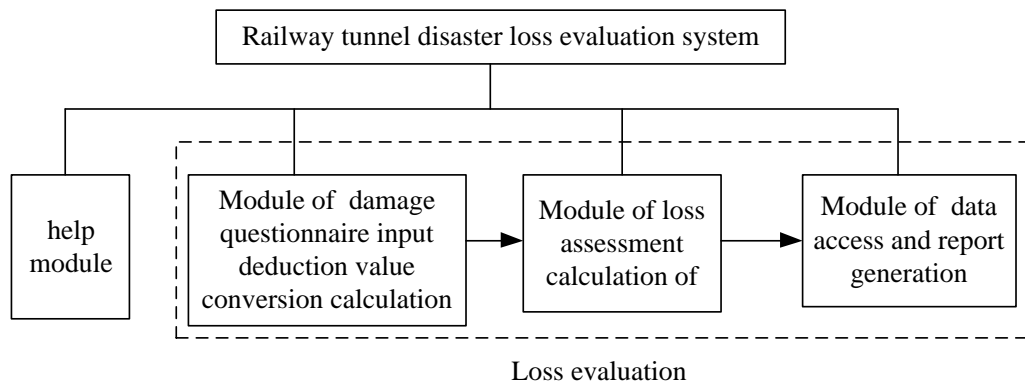 Railway tunnel disaster loss evaluation system
help
module
Module of damage
questionnaire input
deduction value
conversion calculation
Module of loss
assessment
calculation of
Module of data
access and report
generation
Loss evaluation